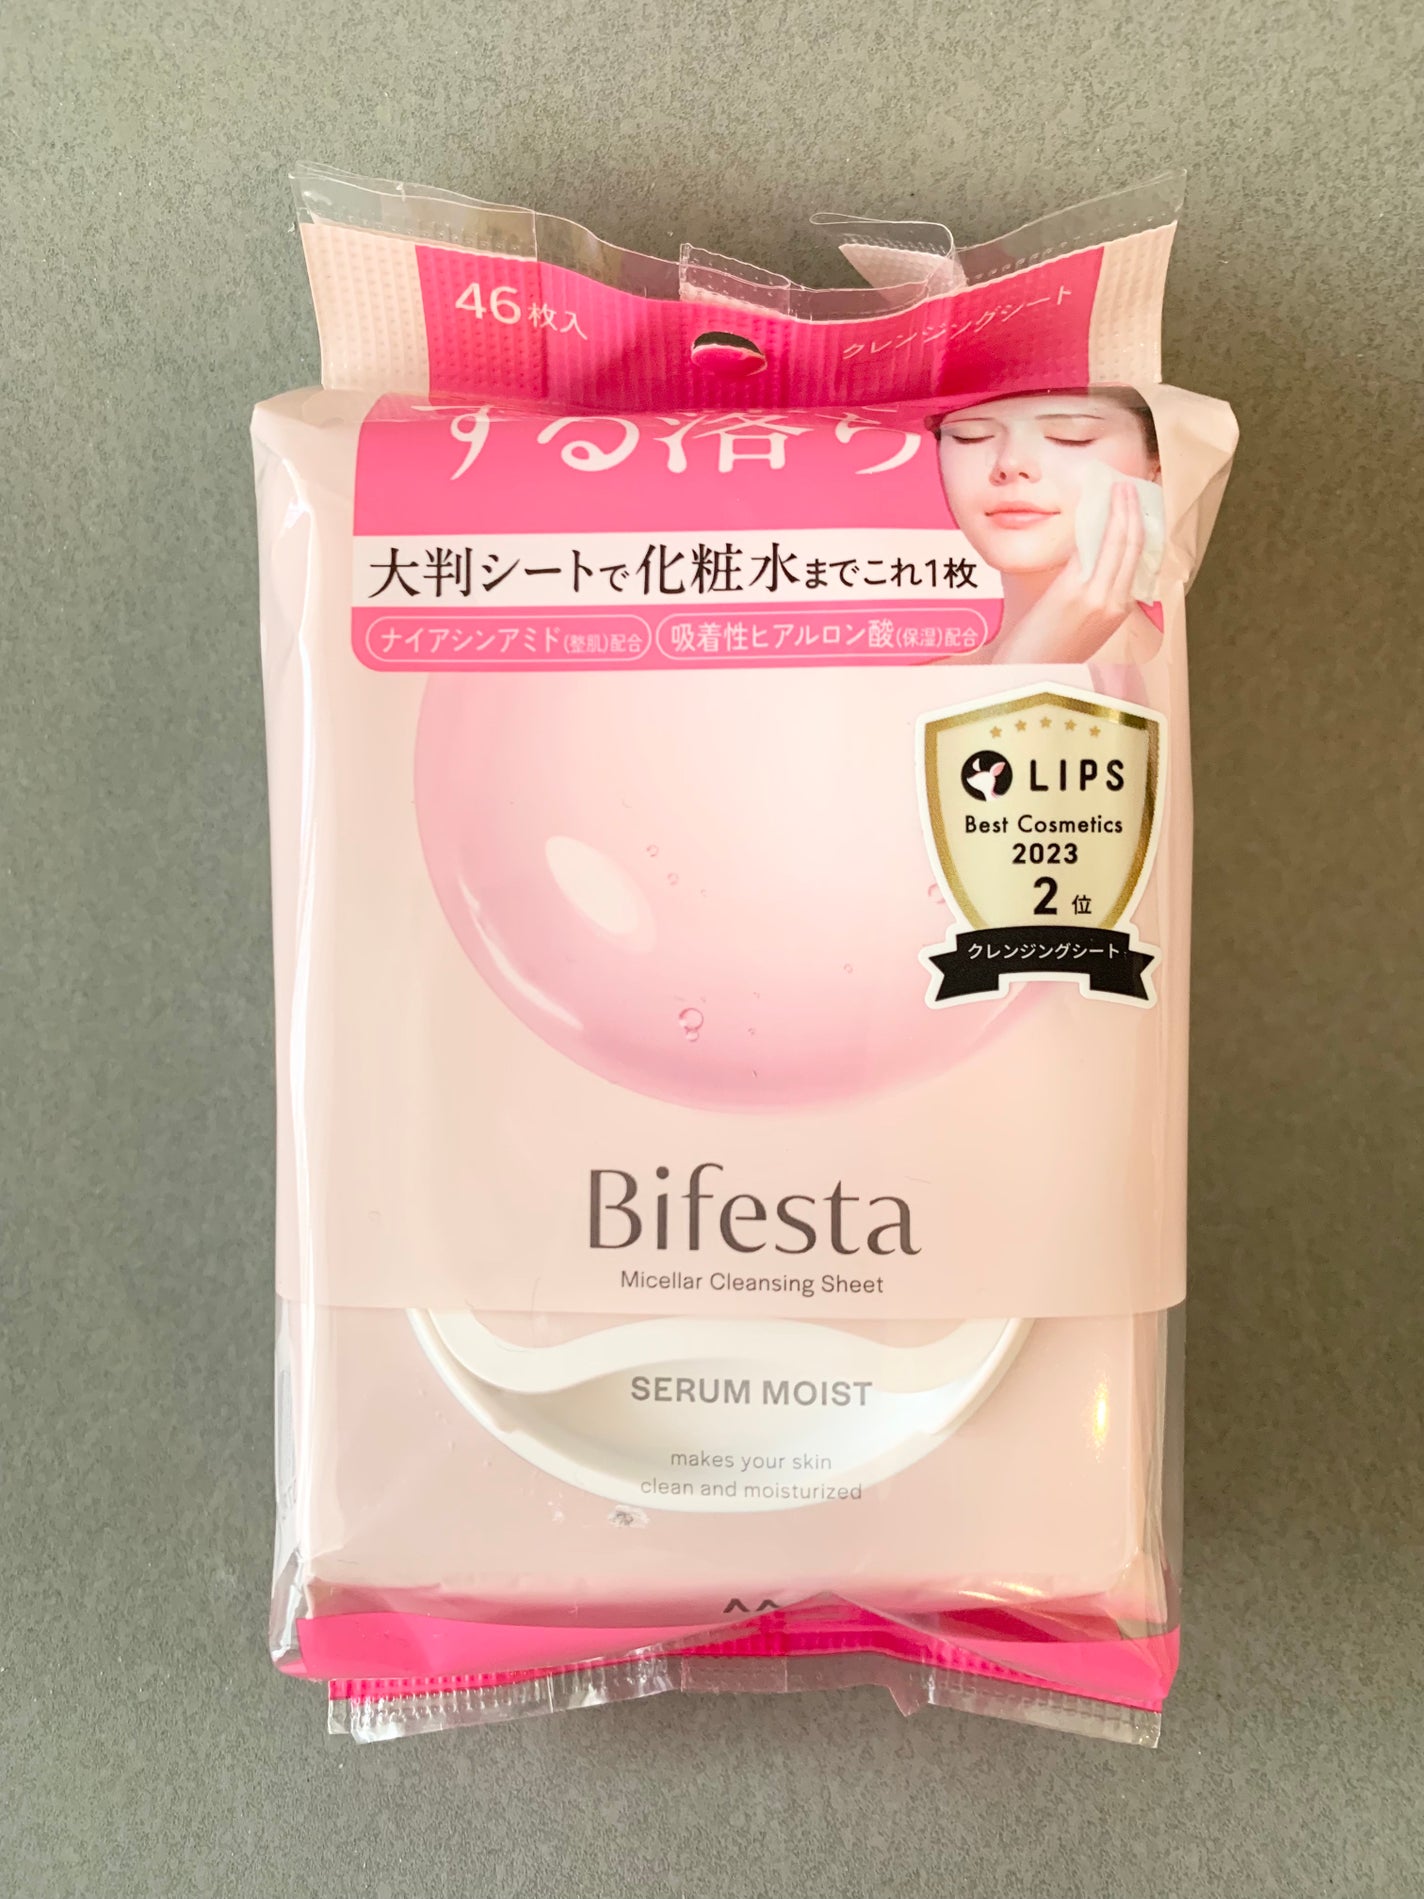 46枚入
クレンジングシート
する落ち
大判シートで化粧水までこれ1枚
ナイアシンアミド(整肌)配合
吸着性ヒアルロン酸(保湿)配合
LIPS
Best Cosmetics
2023
2位
クレンジングシート
Bifesta
Micellar Cleansing Sheet
SERUM MOIST
makes your skin
clean and moisturized